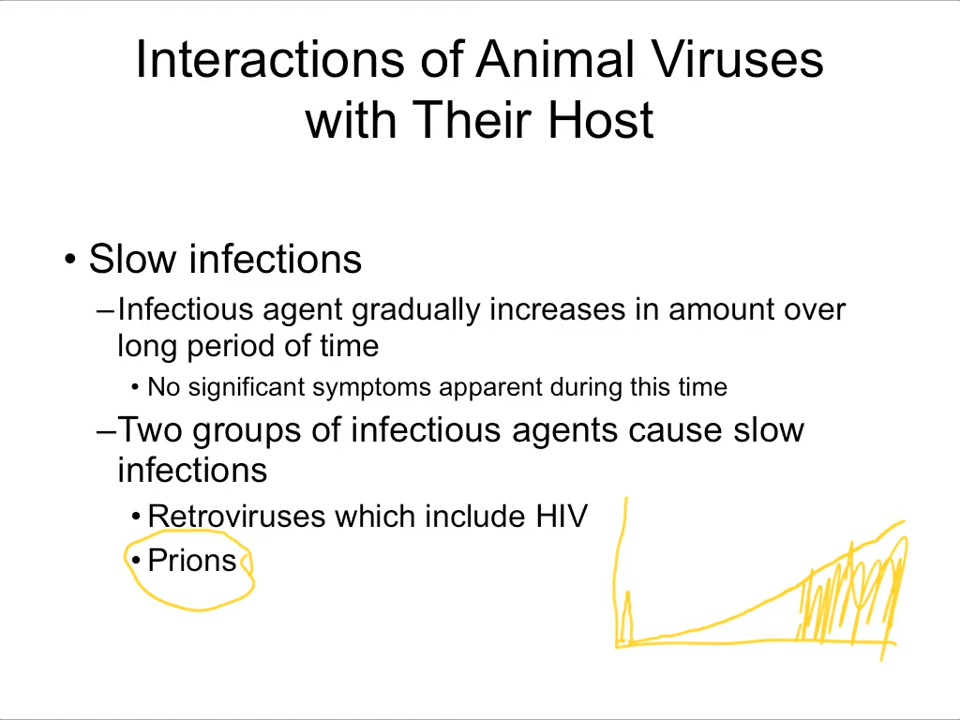 Interactions of Animal Viruses
with Their Host
• Slow infections
–Infectious agent gradually increases in amount over
long period of time
• No significant symptoms apparent during this time
–Two groups of infectious agents cause slow
infections
• Retroviruses which include HIV
• Prions